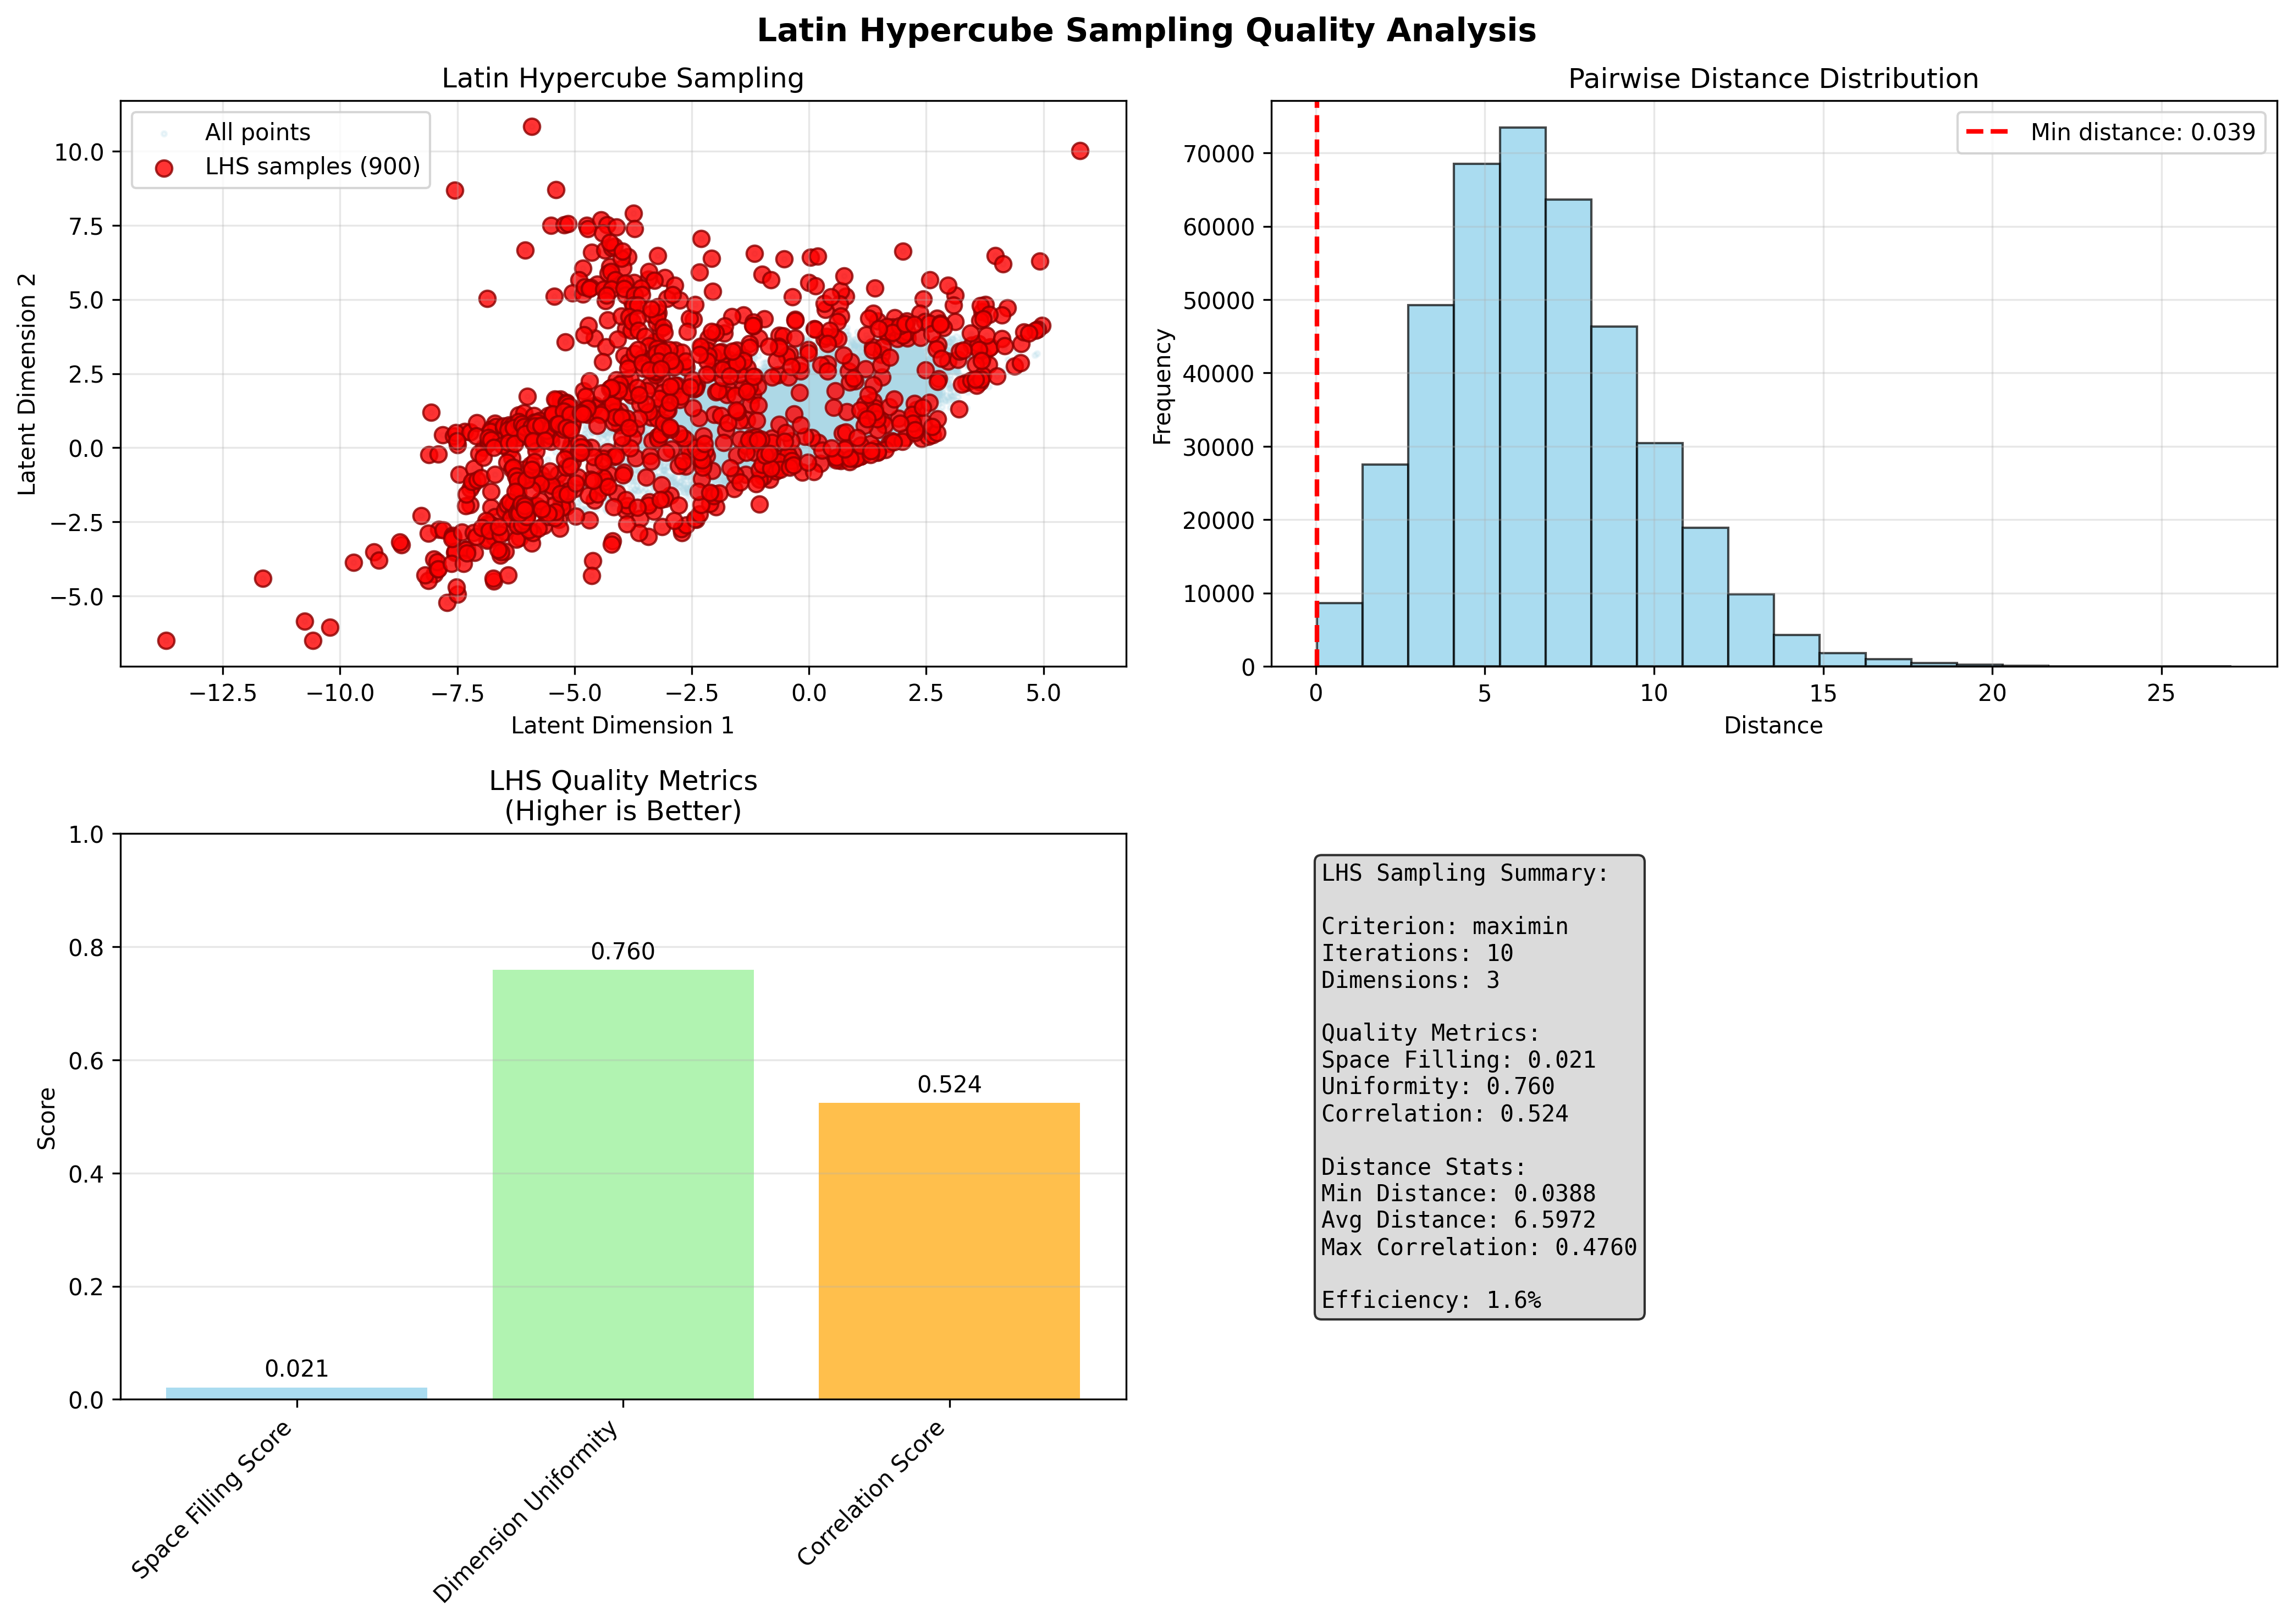 Latin Hypercube Sampling Quality Analysis
Latin Hypercube Sampling
All points
LHS samples (900)
Latent Dimension 2
10.0
7.5
5.0
2.5
0.0
−2.5
−5.0
−12.5 −10.0 −7.5 −5.0 −2.5 0.0 2.5 5.0
Latent Dimension 1
Pairwise Distance Distribution
Min distance: 0.039
Frequency
70000
60000
50000
40000
30000
20000
10000
0
0 5 10 15 20 25
Distance
LHS Quality Metrics
(Higher is Better)
Score
1.0
0.8
0.6
0.4
0.2
0.0
0.021
0.760
0.524
Space Filling Score
Dimension Uniformity
Correlation Score
LHS Sampling Summary:
Criterion: maximin
Iterations: 10
Dimensions: 3
Quality Metrics:
Space Filling: 0.021
Uniformity: 0.760
Correlation: 0.524
Distance Stats:
Min Distance: 0.0388
Avg Distance: 6.5972
Max Correlation: 0.4760
Efficiency: 1.6%